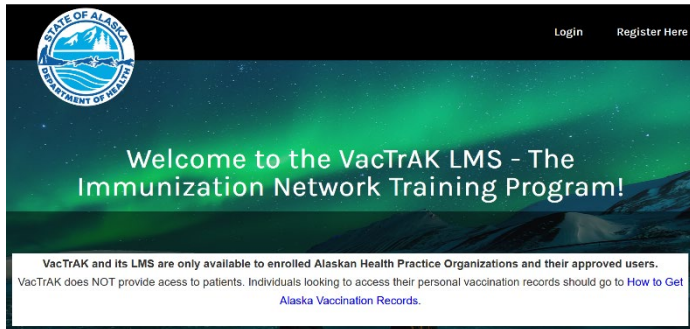 STATE OF ALASKA
DEPARTMENT OF HEALTH
Login Register Here
Welcome to the VacTrAK LMS - The
Immunization Network Training Program!
VacTrAK and its LMS are only available to enrolled Alaskan Health Practice Organizations and their approved users.
VacTrAK does NOT provide acess to patients. Individuals looking to access their personal vaccination records should go to How to Get
Alaska Vaccination Records.